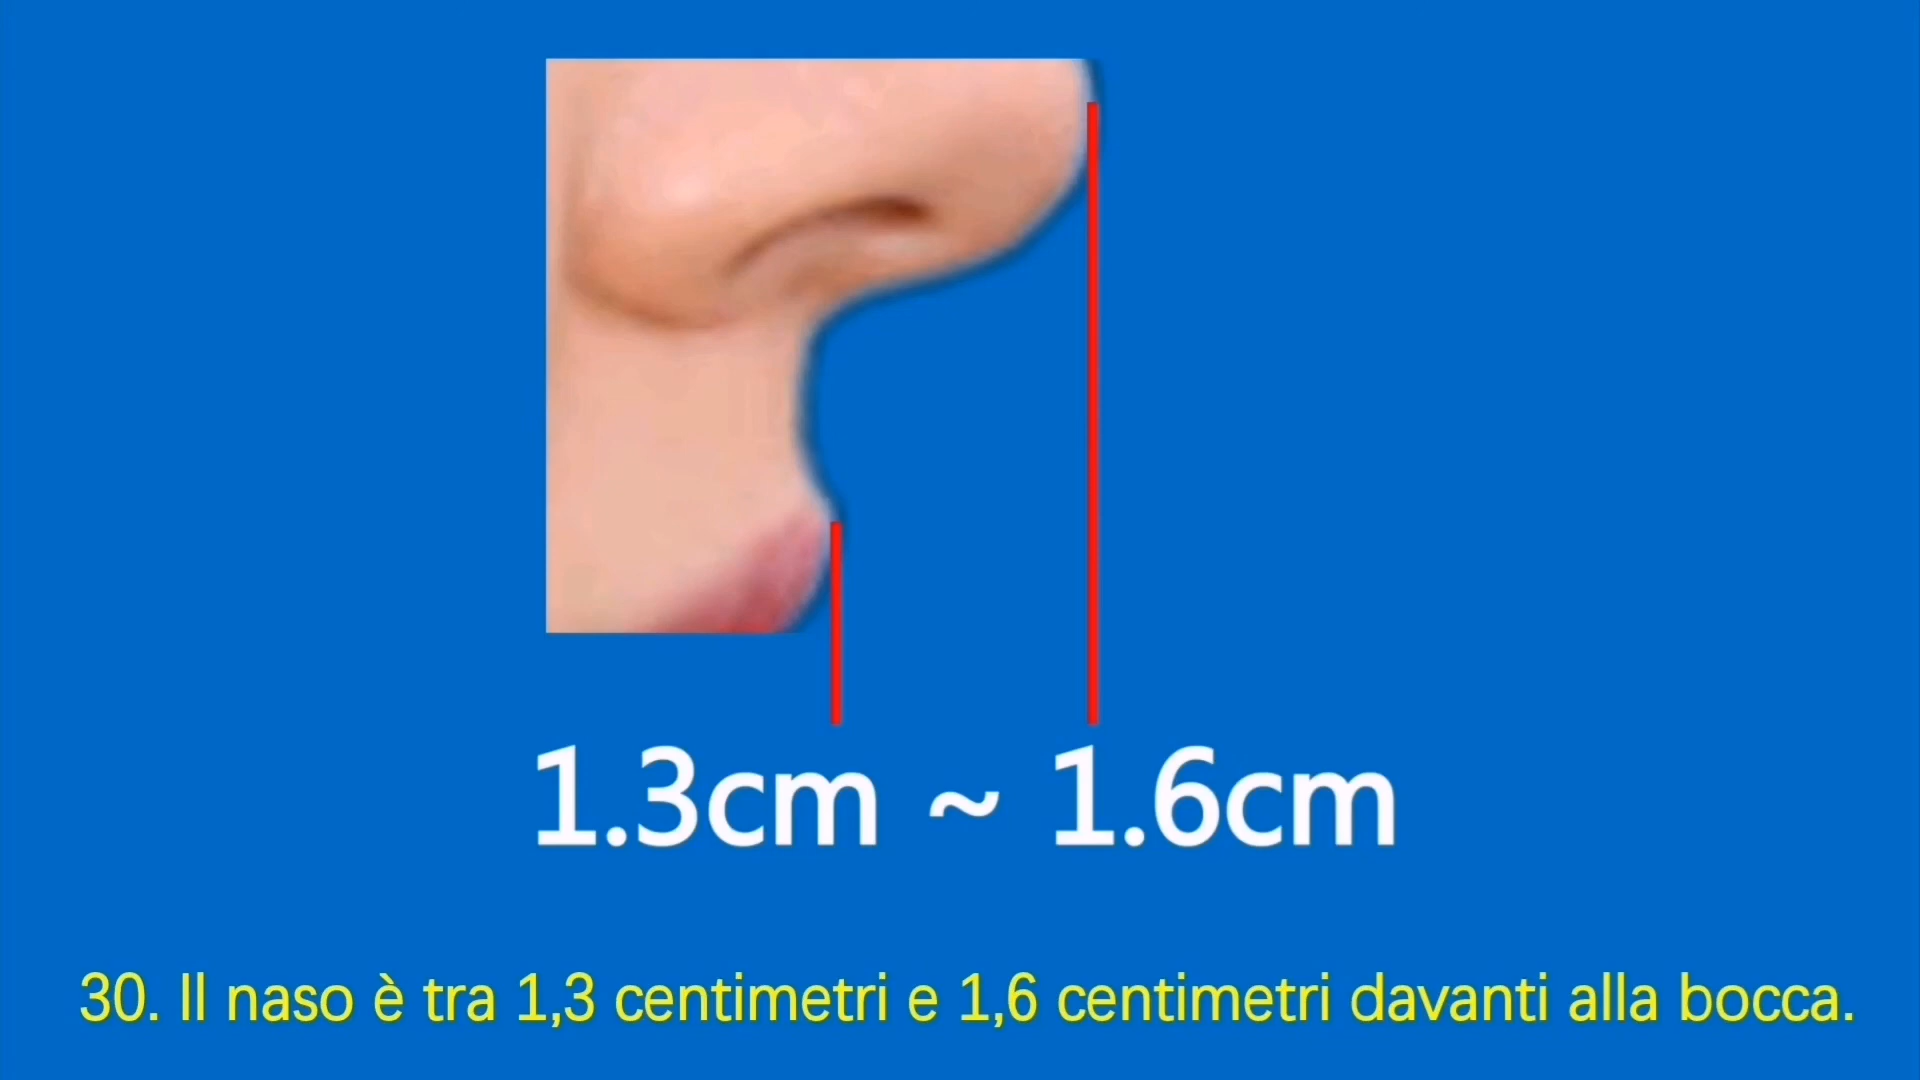 1.3cm ~ 1.6cm
30. Il naso è tra 1,3 centimetri e 1,6 centimetri davanti alla bocca.